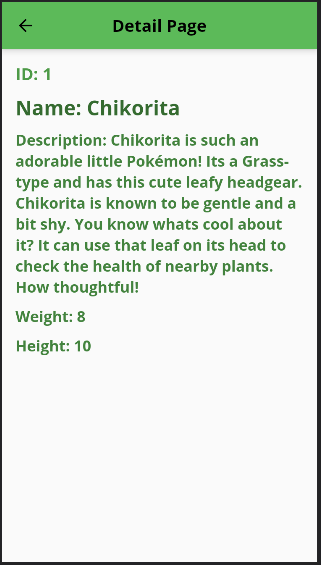 Detail Page
ID: 1
Name: Chikorita
Description: Chikorita is such an
adorable little Pokémon! Its a Grass-
type and has this cute leafy headgear.
Chikorita is known to be gentle and a
bit shy. You know whats cool about
it? It can use that leaf on its head to
check the health of nearby plants.
How thoughtful!
Weight: 8
Height: 10